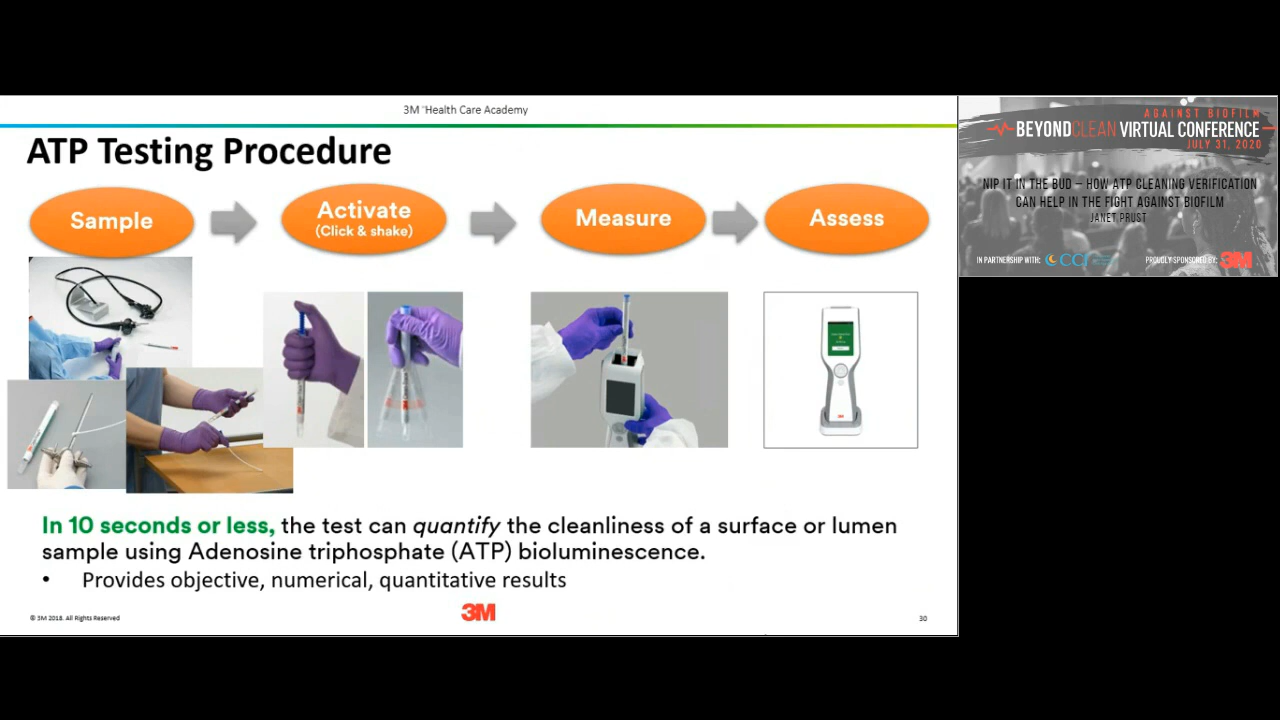 3M ¨Health Care Academy
ATP Testing Procedure
Sample
Activate
(Click & shake)
Measure
Assess
In 10 seconds or less, the test can quantify the cleanliness of a surface or lumen
sample using Adenosine triphosphate (ATP) bioluminescence.
• Provides objective, numerical, quantitative results
© 3M 2018. All Rights Reserved
3M
30
AGAINST BIOFILM
BEYONDCLEAN VIRTUAL CONFERENCE
JULY 31, 2020
NIP IT IN THE BUD – HOW ATP CLEANING VERIFICATION
CAN HELP IN THE FIGHT AGAINST BIOFILM
JANET PRUST
IN PARTNERSHIP WITH:
PROUDLY SPONSORED BY: 3M